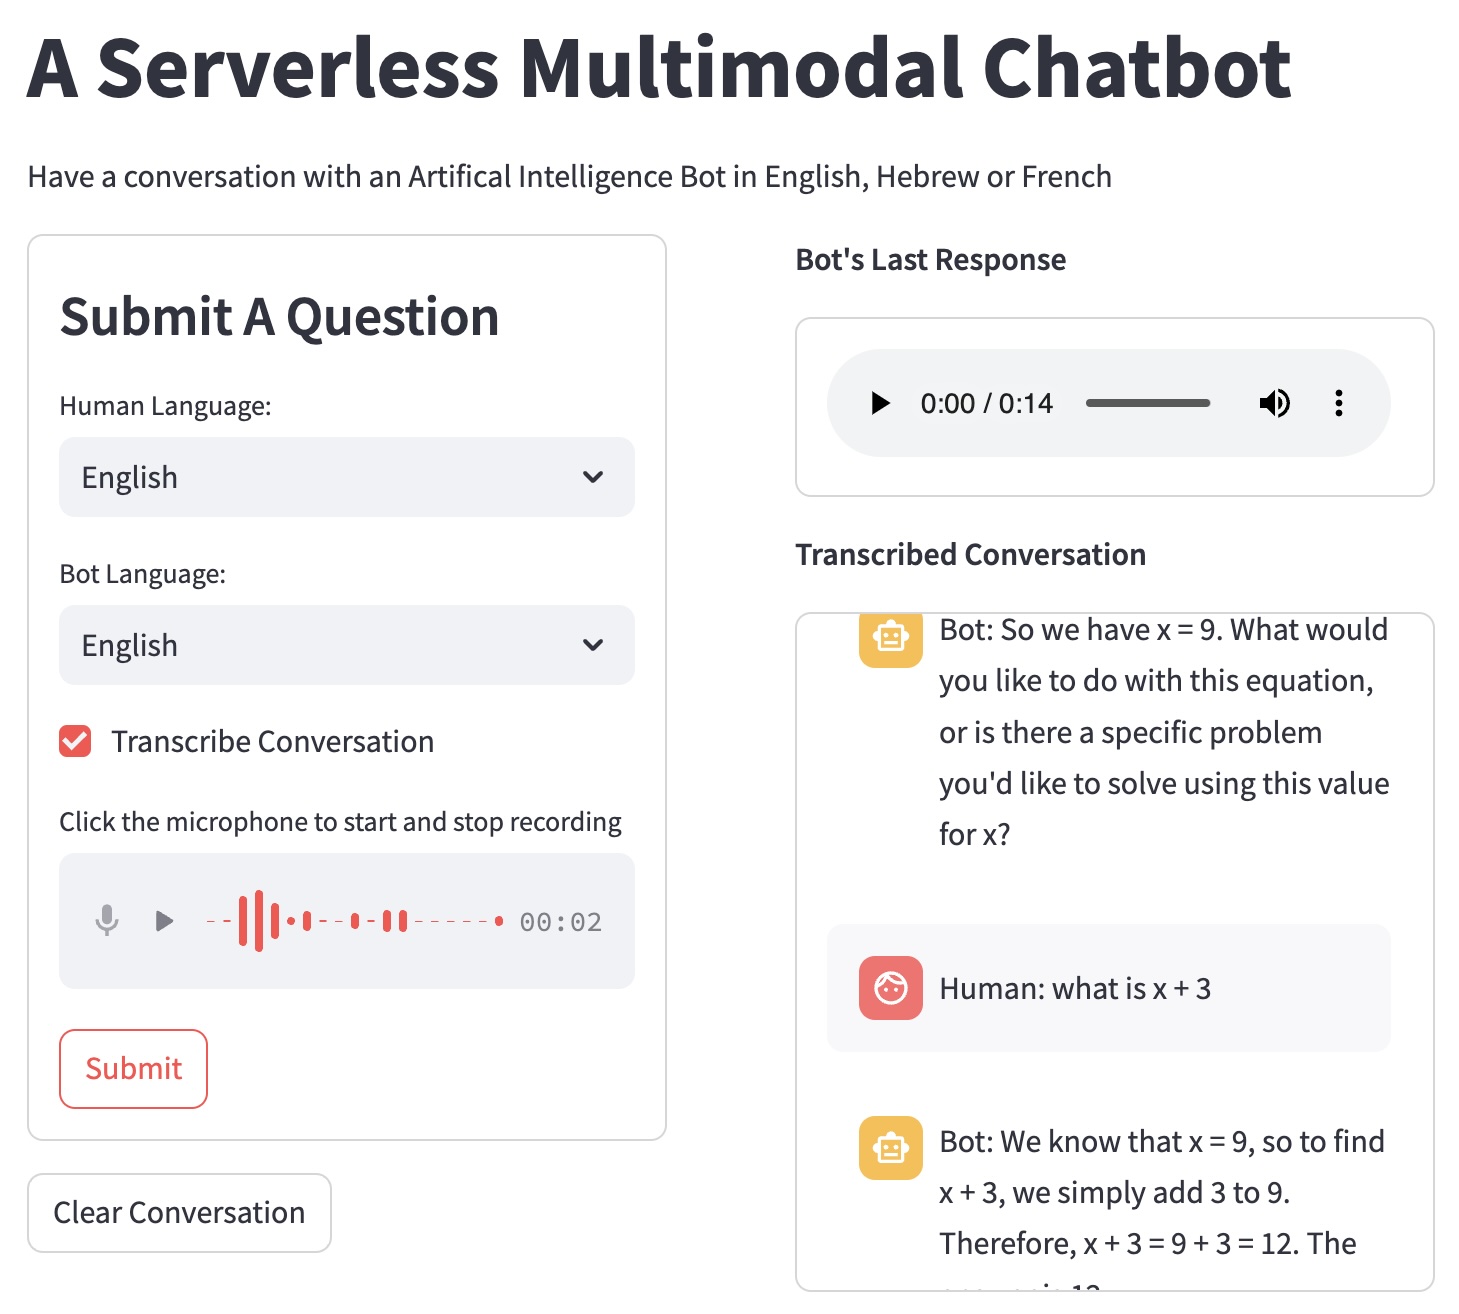 A Serverless Multimodal Chatbot
Have a conversation with an Artifical Intelligence Bot in English, Hebrew or French
Submit A Question
Human Language:
English
Bot Language:
English
Transcribe Conversation
Click the microphone to start and stop recording
00:02
Submit
Clear Conversation
Bot's Last Response
0:00 / 0:14
Transcribed Conversation
Bot: So we have x = 9. What would
you like to do with this equation,
or is there a specific problem
you'd like to solve using this value
for x?
Human: what is x + 3
Bot: We know that x = 9, so to find
x + 3, we simply add 3 to 9.
Therefore, x + 3 = 9 + 3 = 12. The